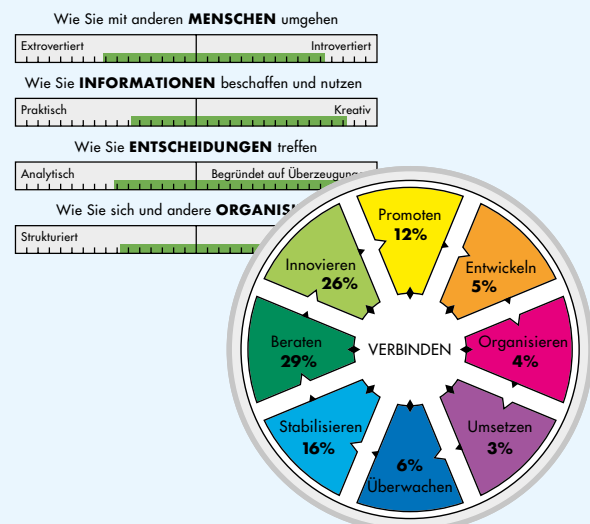 Wie Sie mit anderen MENSCHEN umgehen
Extrovertiert Introvertiert
Wie Sie INFORMATIONEN beschaffen und nutzen
Praktisch Kreativ
Wie Sie ENTSCHEIDUNGEN treffen
Analytisch Begründet auf Überzeugung
Wie Sie sich und andere ORGANIS
Strukturiert
Promoten
12%
Entwickeln
5%
Organisieren
4%
Umsetzen
3%
6%
Überwachen
Stabilisieren
16%
Beraten
29%
Innovieren
26%
VERBINDEN